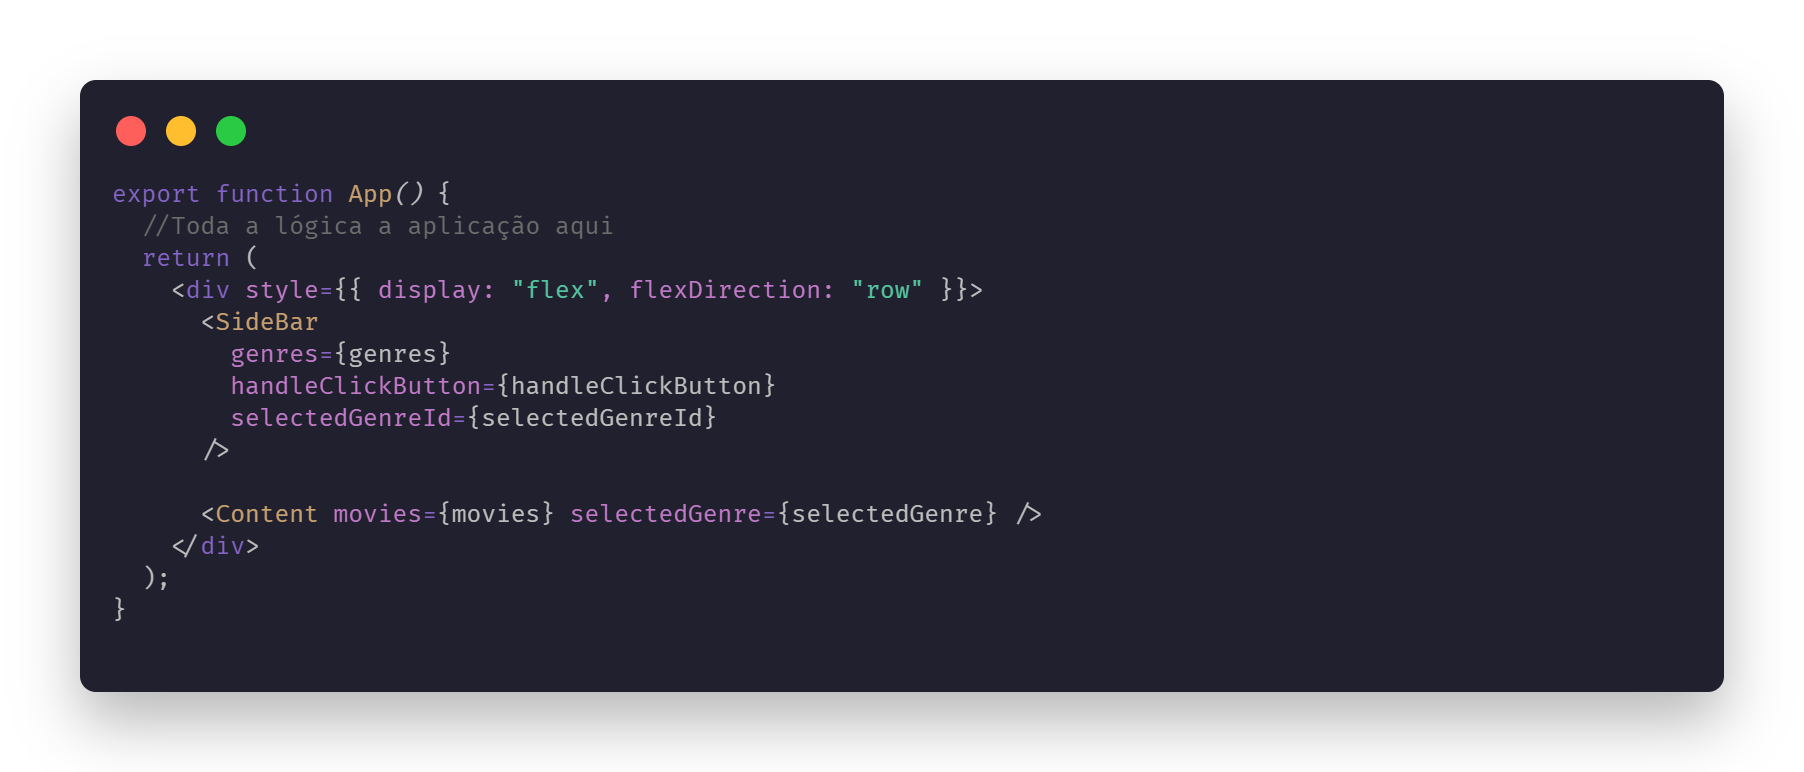 export function App() {
  //Toda a lógica a aplicação aqui
  return (
    <div style={{ display: "flex", flexDirection: "row" }}>
      <SideBar
        genres={genres}
        handleClickButton={handleClickButton}
        selectedGenreId={selectedGenreId}
      />

      <Content movies={movies} selectedGenre={selectedGenre} />
    </div>
  );
}